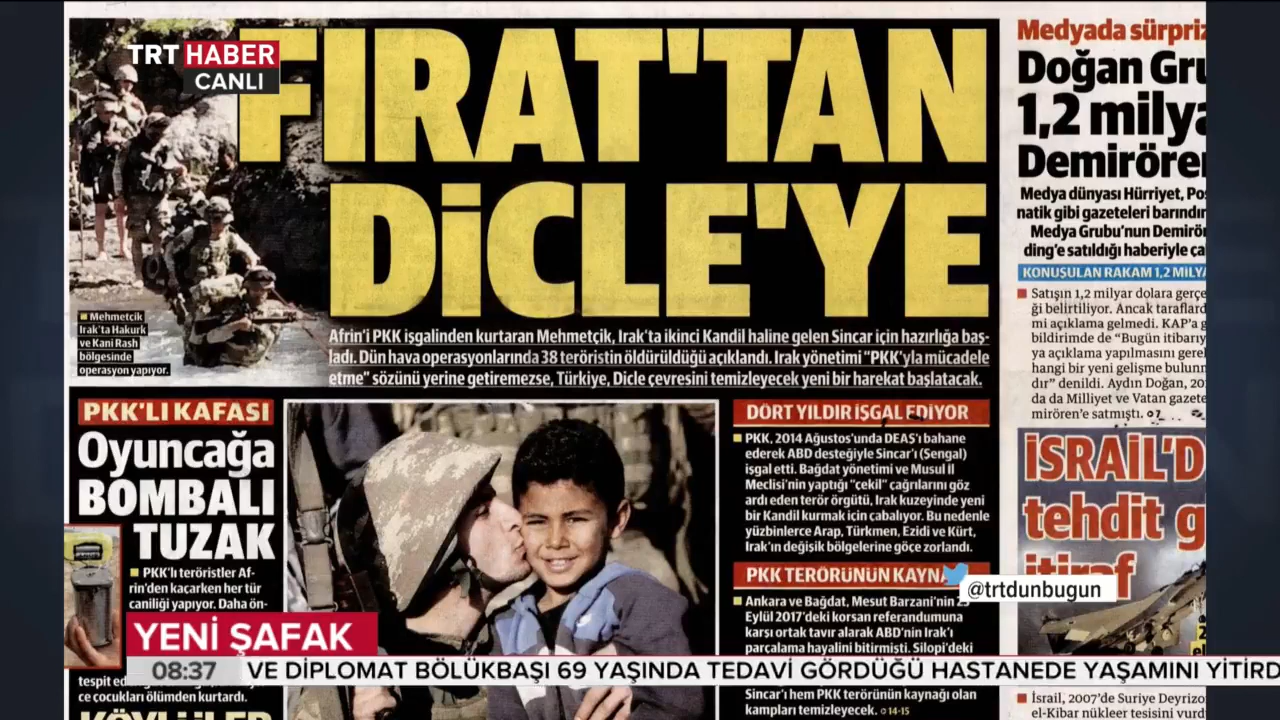 TRT HABER
CANLI
FIRAT'TAN
DİCLE'YE
Mehmetçik
Irak'ta Hakurk
ve Kani Rash
bölgesinde
operasyon yapıyor.
Afrin'i PKK işgalinden kurtaran Mehmetçik, Irak'ta ikinci Kandil haline gelen Sincar için hazırlığa baş-
ladı. Dün hava operasyonlarında 38 teröristin öldürüldüğü açıklandı. Irak yönetimi "PKK'yla mücadele
etme" sözünü yerine getiremezse, Türkiye, Dicle çevresini temizleyecek yeni bir harekat başlatacak.
PKK'LI KAFASI
Oyuncağa
BOMBALI
TUZAK
PKK'lı teröristler Af-
rin'den kaçarken her tür
caniliği yapıyor. Daha ön-
ce çocukları ölümden kurtardı.
DÖRT YILDIR İŞGAL EDİYOR
PKK, 2014 Ağustos'unda DEAŞ'ı bahane
ederek ABD desteğiyle Sincar'ı (Şengal)
işgal etti. Bağdat yönetimi ve Musul İl
Meclisi'nin yaptığı "çekil" çağrılarını göz
ardı eden terör örgütü, Irak kuzeyinde yeni
bir Kandil kurmak için çabalıyor. Bu nedenle
yüzbinlerce Arap, Türkmen, Ezidi ve Kürt,
Irak'ın değişik bölgelerine göçe zorlandı.
PKK TERÖRÜNÜN KAYNA
Ankara ve Bağdat, Mesut Barzani'nin 25
Eylül 2017'deki korsan referandumuna
karşı ortak tavır alarak ABD'nin Irak'ı
parçalama hayalini bitirmişti. Silopi'deki
Sincar'ı hem PKK terörünün kaynağı olan
kampları temizleyecek. 14-15
Medyada sürpriz
Doğan Gru
1,2 milya
Demirören
Medya dünyası Hürriyet, Pos
natik gibi gazeteleri barındır
Medya Grubu'nun Demirör
ding'e satıldığı haberiyle ça
KONUŞULAN RAKAM 1,2 MİLYA
Satışın 1,2 milyar dolara gerçe
ği belirtiliyor. Ancak taraflard
mi açıklama gelmedi. KAP'a g
bildirimde de "Bugün itibarıy
ya açıklama yapılmasını gerel
hangi bir yeni gelişme bulunn
dır" denildi. Aydın Doğan, 20
da da Milliyet ve Vatan gazete
mirören'e satmıştı. 7
İSRAİL'D
tehdit g
itiraf
@trtdunbugun
İsrail, 2007'de Suriye Deyrizo
el-Kibar nükleer tesisini vurd
YENİ ŞAFAK
08:37 VE DİPLOMAT BÖLÜKBAŞI 69 YAŞINDA TEDAVİ GÖRDÜĞÜ HASTANEDE YAŞAMINI YİTİRD